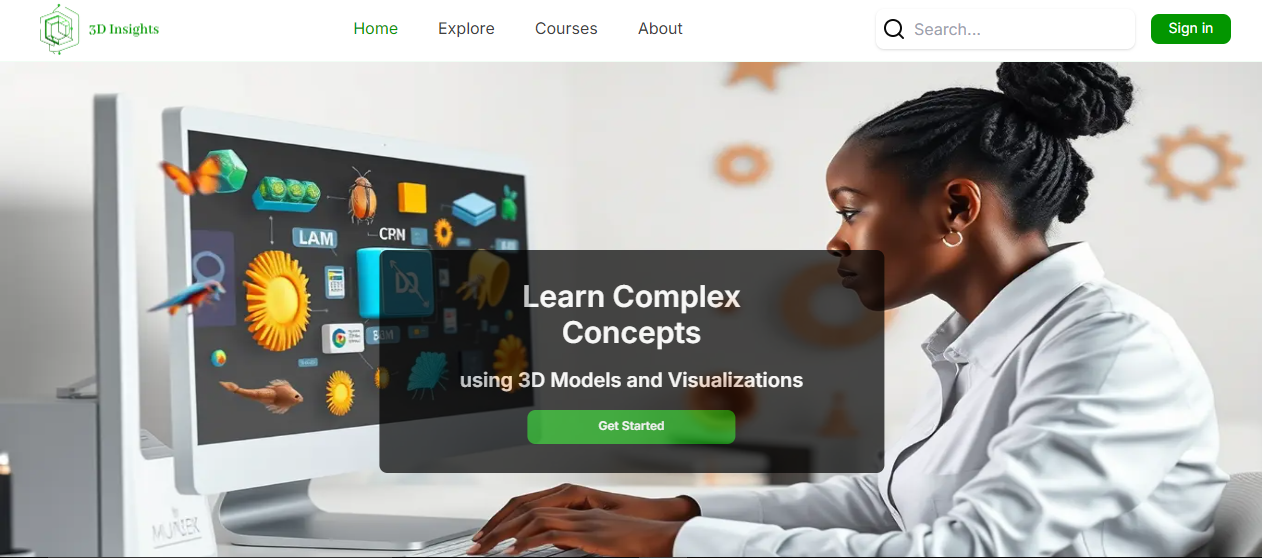 3D Insights
Home
Explore
Courses
About
Search...
Sign in
LAM
CRN
Learn Complex
Concepts
using 3D Models and Visualizations
Get Started